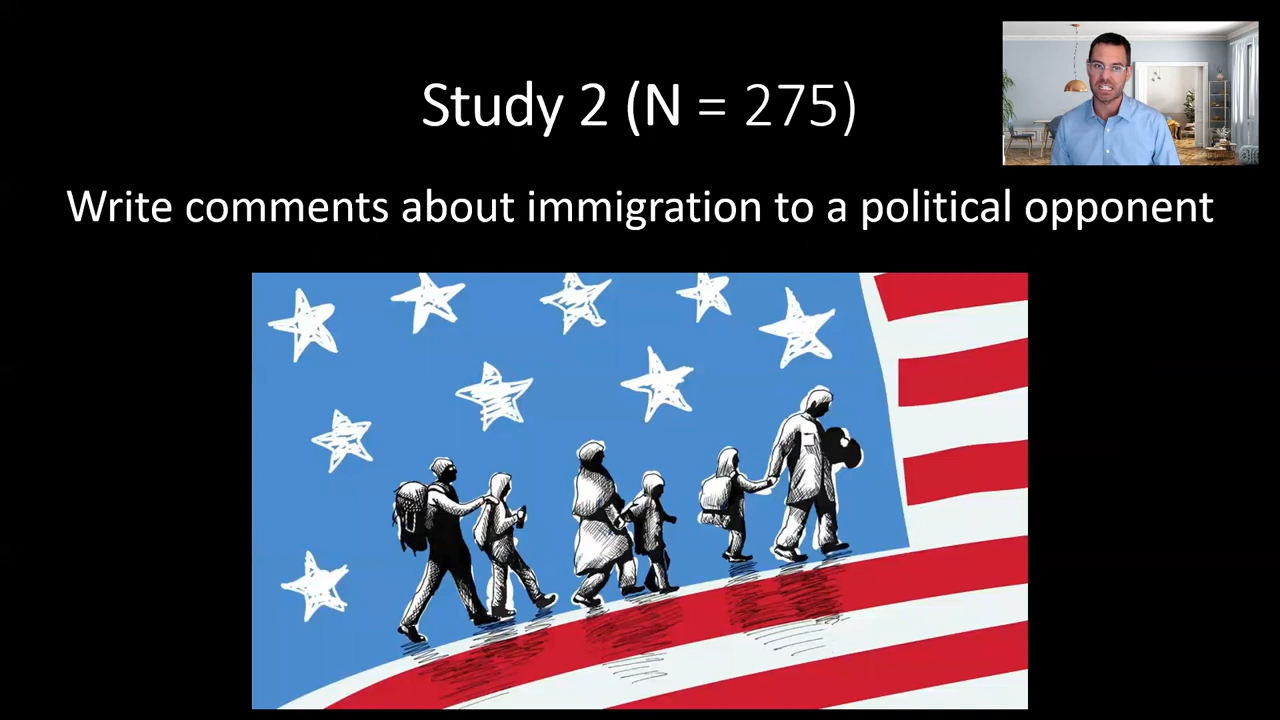 Study 2 (N = 275)
Write comments about immigration to a political opponent